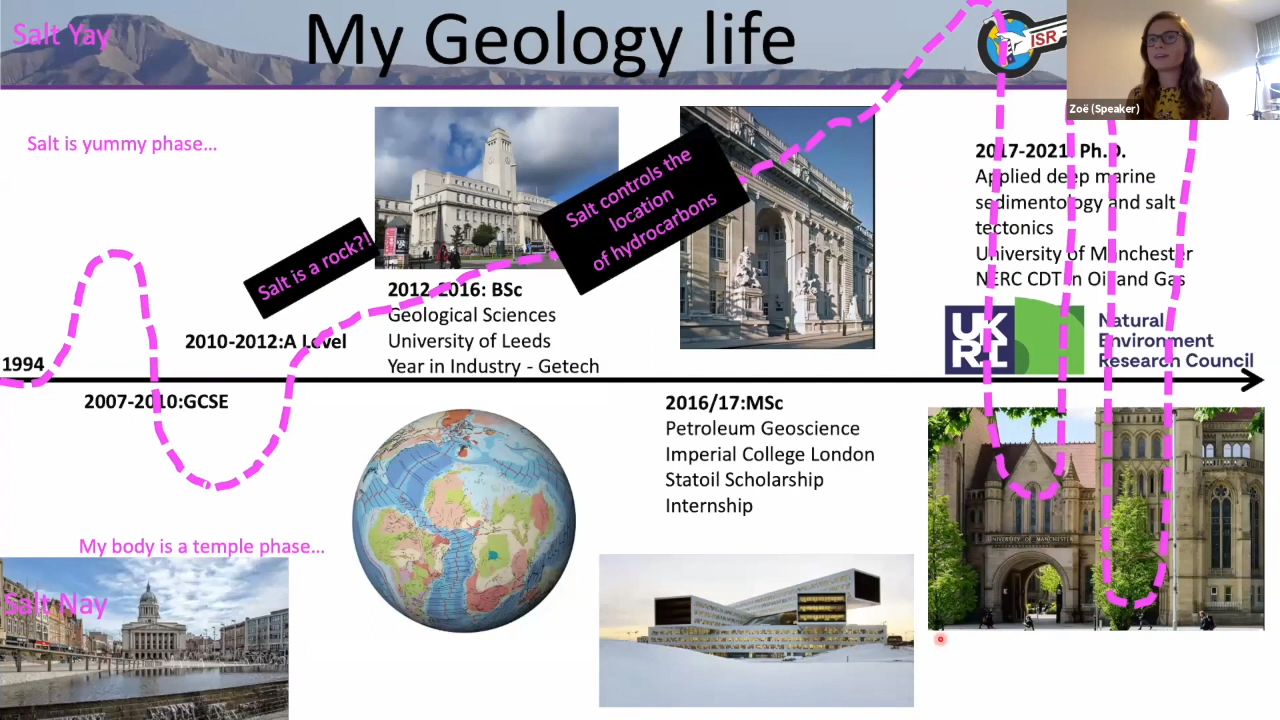 Salt Yay
My Geology life
ISR
Zoë (Speaker)
Salt is yummy phase...
Salt is a rock?!
Salt controls the
location
of hydrocarbons
2017-2021: Ph.D.
Applied deep marine
sedimentology and salt
tectonics
University of Manchester
NERC CDT in Oil and Gas
2012-2016: BSc
Geological Sciences
University of Leeds
Year in Industry - Getech
UK
RI
Natural
Environment
Research Council
2010-2012:A Level
1994
2007-2010:GCSE
2016/17:MSc
Petroleum Geoscience
Imperial College London
Statoil Scholarship
Internship
My body is a temple phase...
Salt Nay
UNIVERSITY OF MANCHESTER